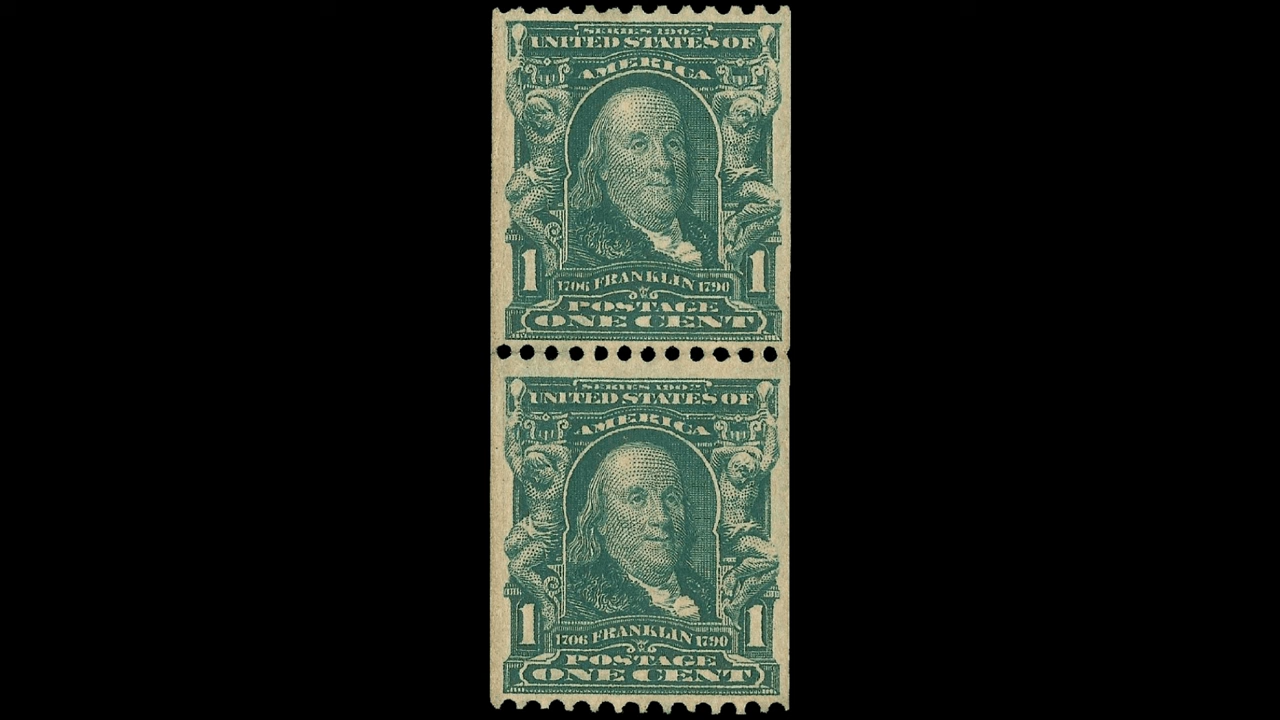 SERIES 1902
UNITED STATES OF
AMERICA
1 1
1706 FRANKLIN 1790
POSTAGE
ONE CENT
SERIES 1902
UNITED STATES OF
AMERICA
1 1
1706 FRANKLIN 1790
POSTAGE
ONE CENT